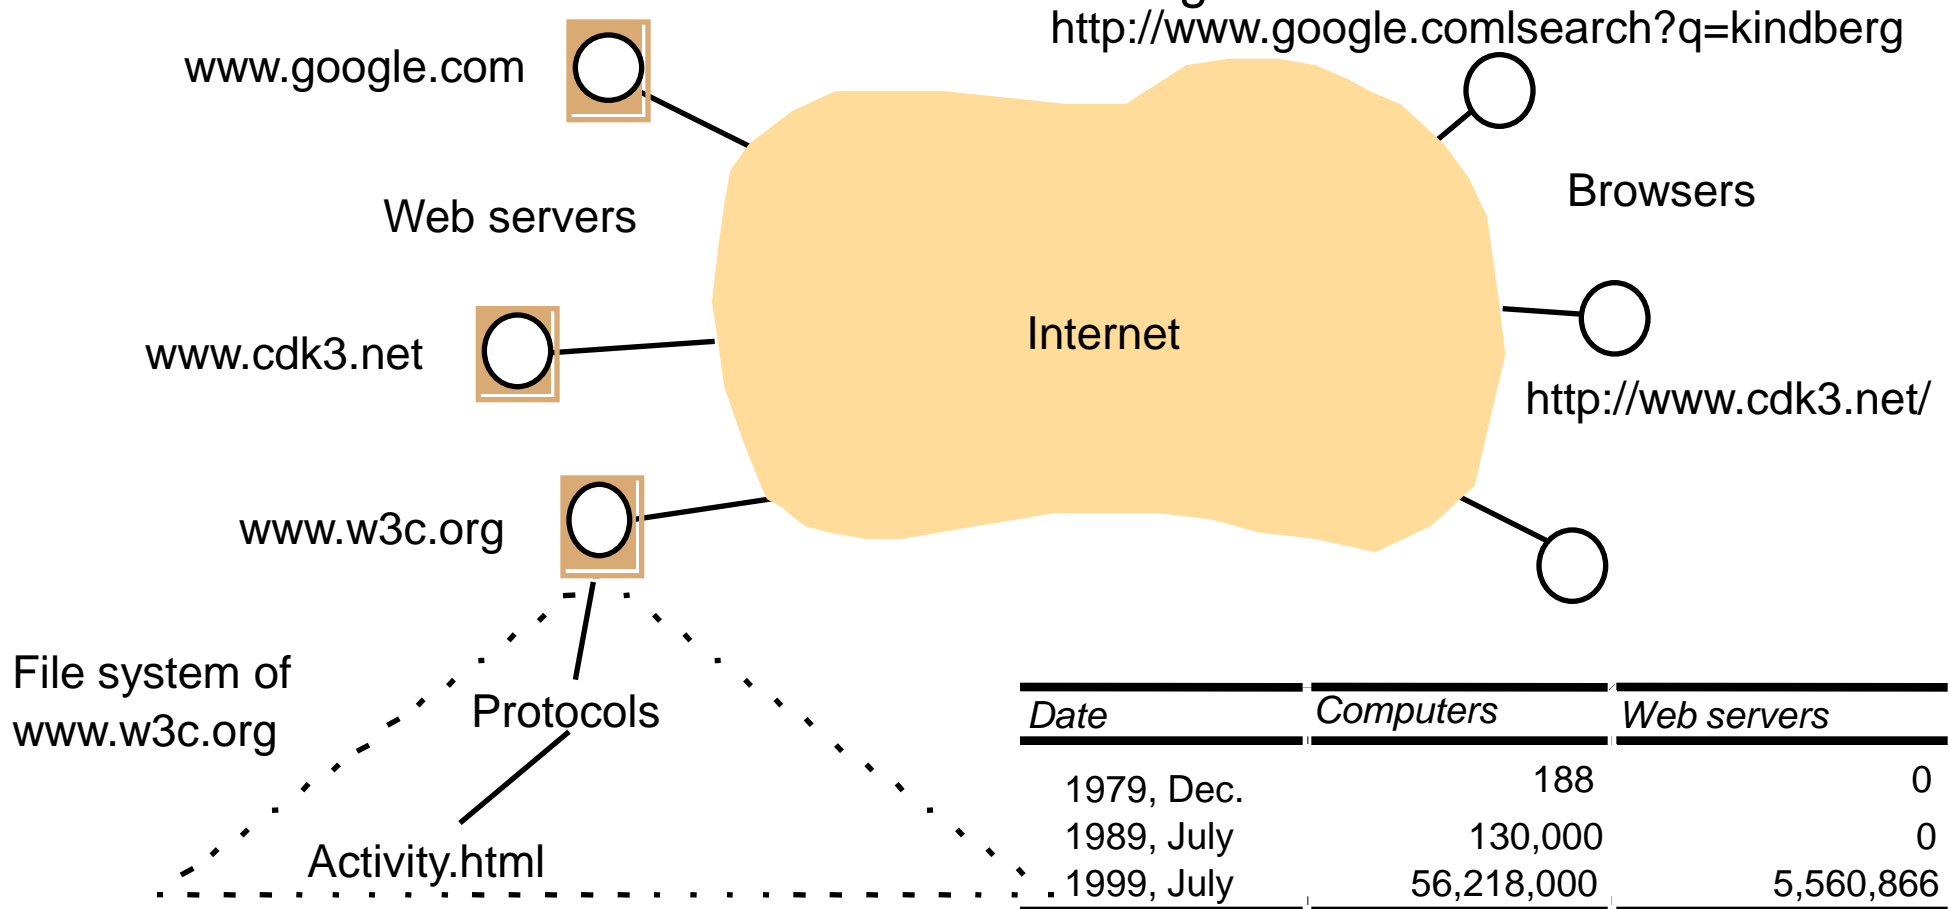 http://www.google.comlsearch?q=kindberg
www.google.com
Browsers
Web servers
Internet
www.cdk3.net
http://www.cdk3.net/
www.w3c.org
File system of
www.w3c.org
Protocols
Activity.html
Date Computers Web servers
1979, Dec. 188 0
1989, July 130,000 0
1999, July 56,218,000 5,560,866